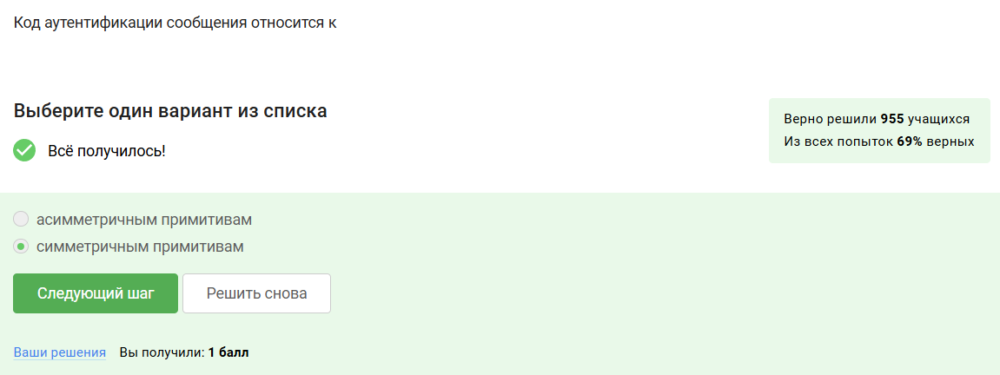 Код аутентификации сообщения относится к
Выберите один вариант из списка
Всё получилось!
Верно решили 955 учащихся
Из всех попыток 69% верных
асимметричным примитивам
симметричным примитивам
Следующий шаг
Решить снова
Ваши решения Вы получили: 1 балл